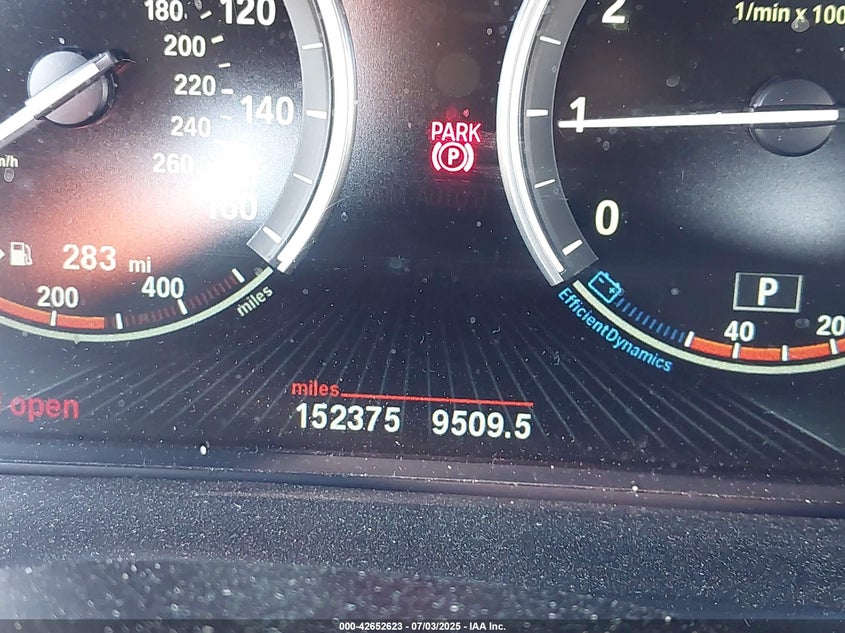 180
120
200
220
140
240
260
160
283 mi
200
400
miles
PARK
P
2
1/min x 100
1
0
P
EfficientDynamics
40
20
open
miles
152375 9509.5
000-42652623 - 07/03/2025 - IAA Inc.